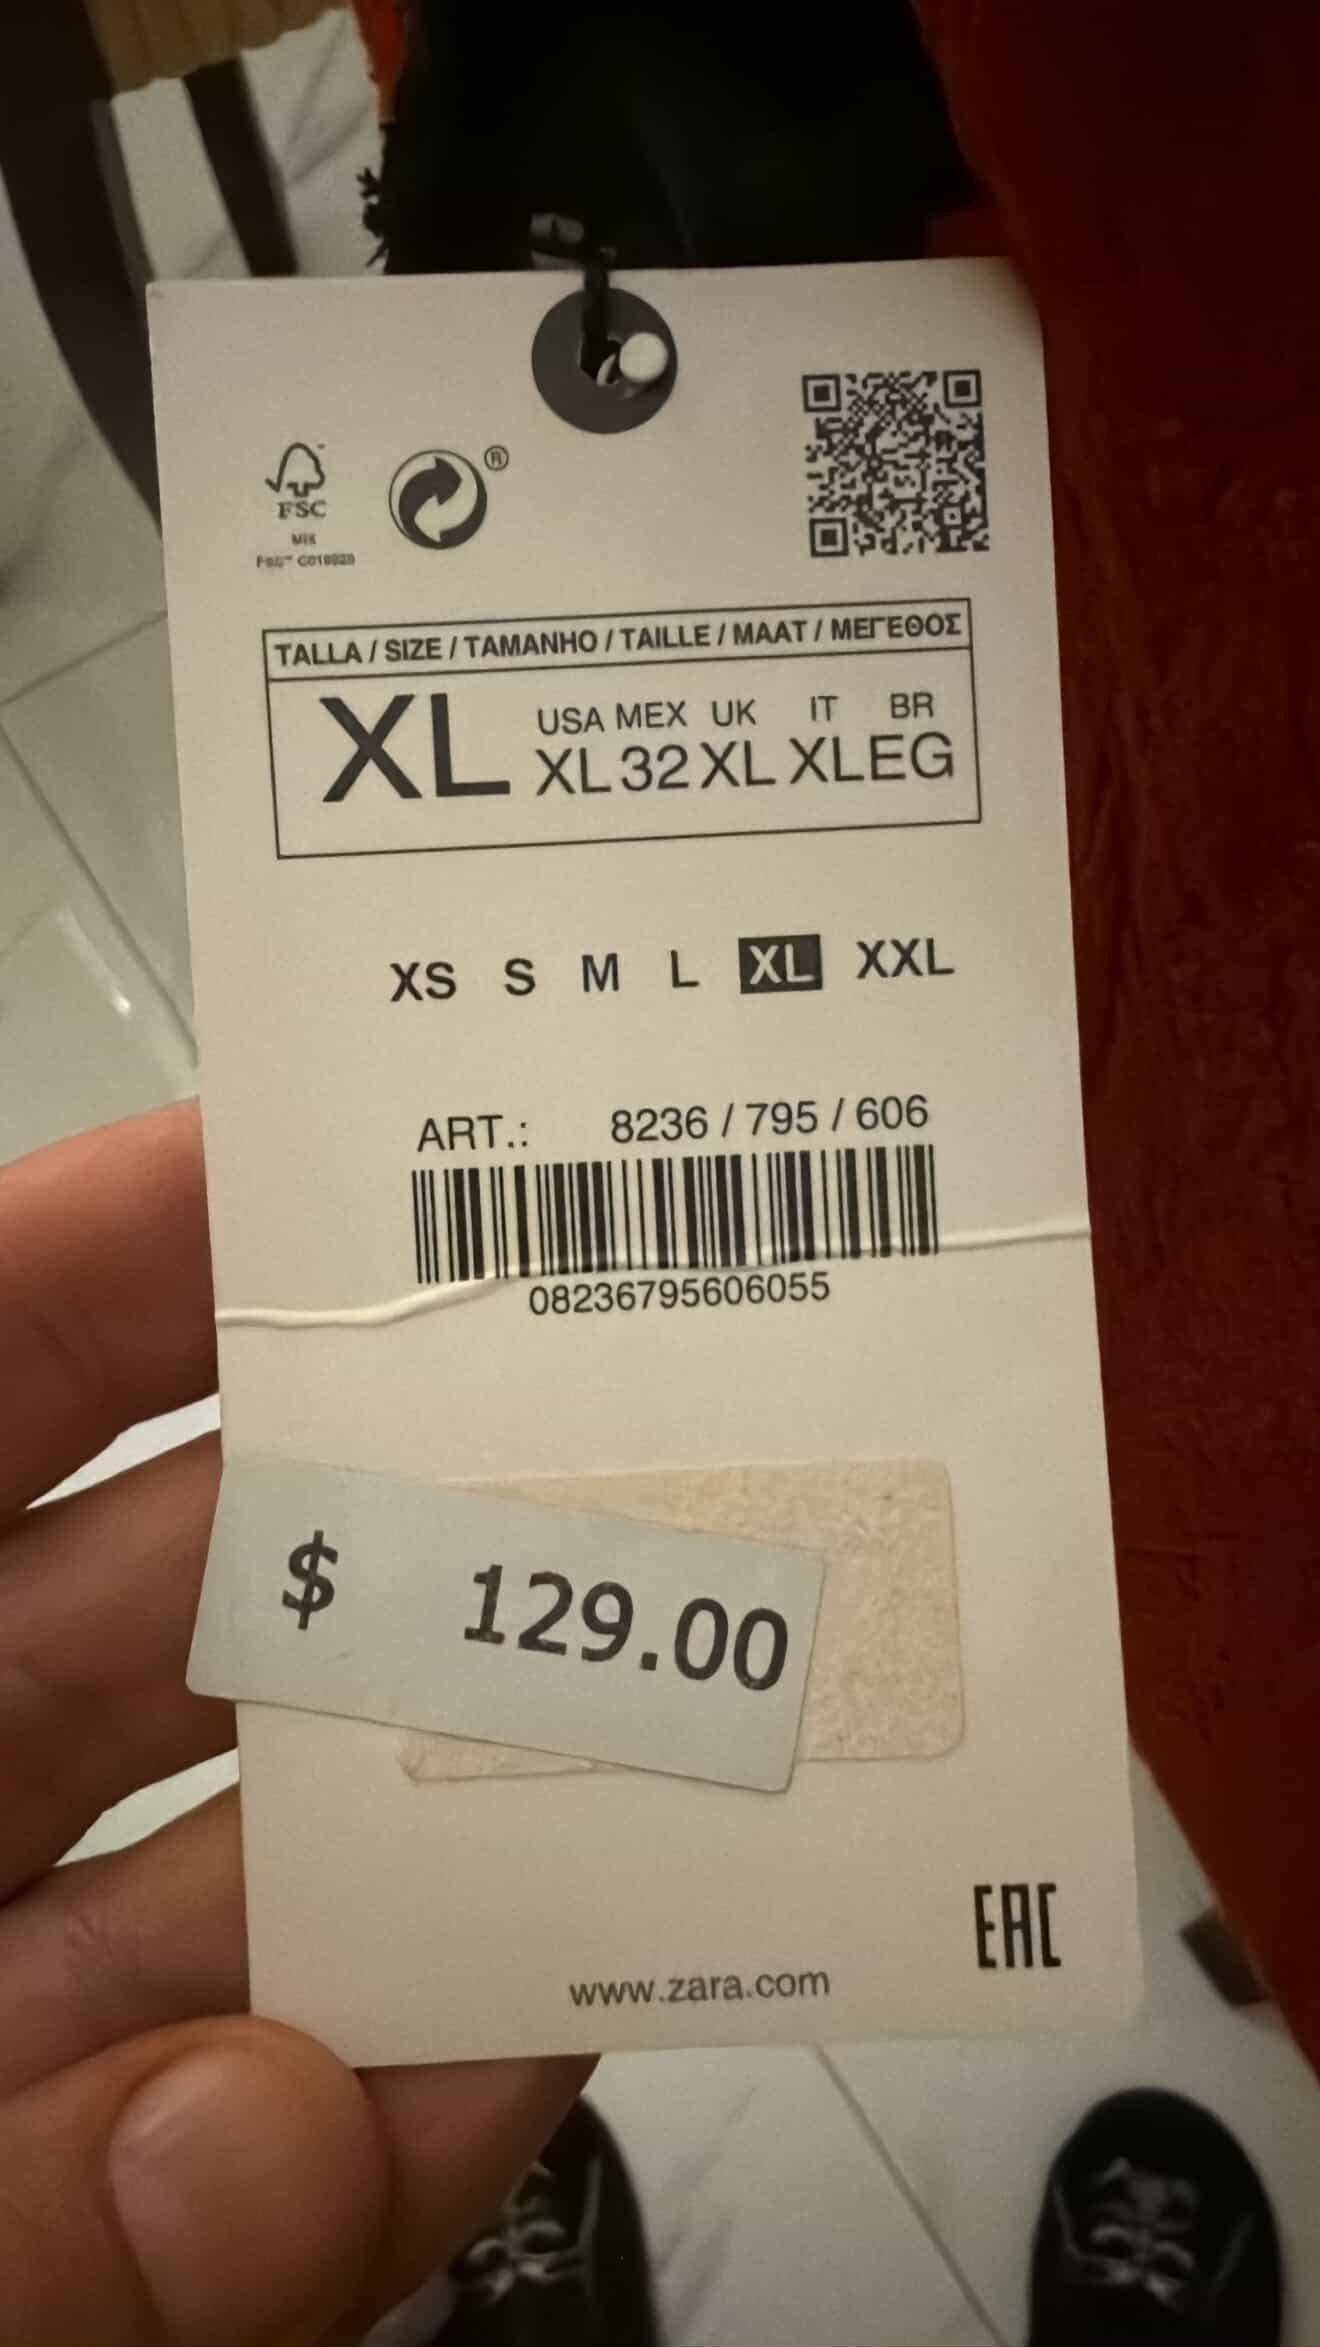 ®
FSC
MIX
TALLA / SIZE / TAMANHO / TAILLE / MAAT / ΜΕΓΕΘΟΣ
XL
USA MEX UK IT BR
XL 32 XL XL EG
XS S M L XL XXL
ART.: 8236 / 795 / 606
08236795606055
$ 129.00
EAC
www.zara.com